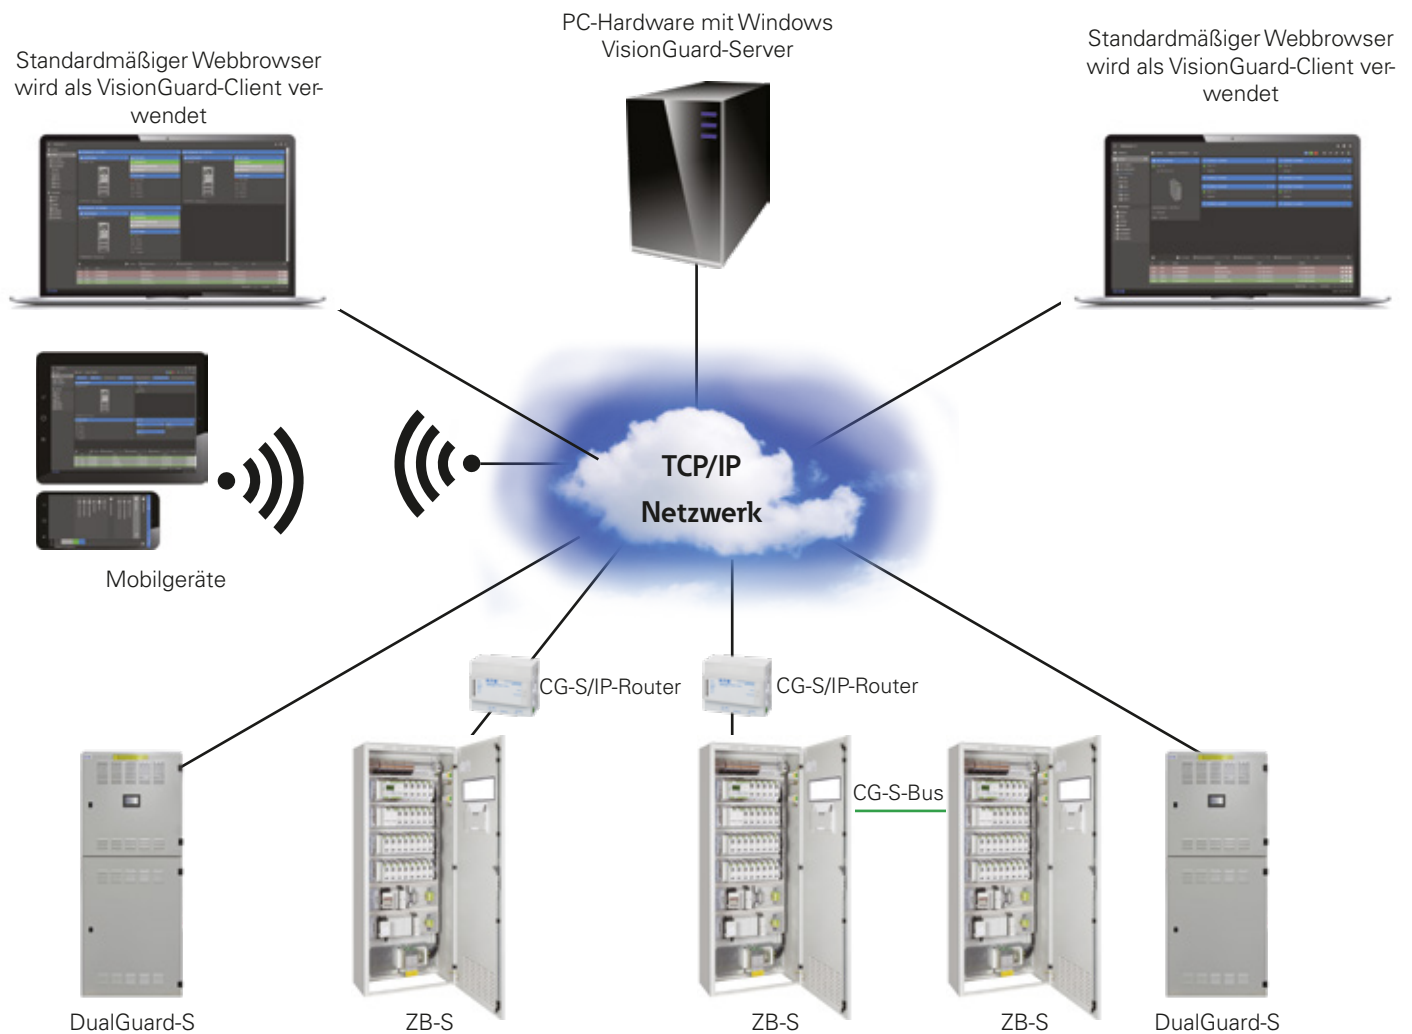 PC-Hardware mit Windows
VisionGuard-Server
Standardmäßiger Webbrowser
wird als VisionGuard-Client ver-
wendet
Standardmäßiger Webbrowser
wird als VisionGuard-Client ver-
wendet
TCP/IP
Netzwerk
Mobilgeräte
CG-S/IP-Router
CG-S/IP-Router
CG-S-Bus
DualGuard-S
ZB-S
ZB-S
ZB-S
DualGuard-S